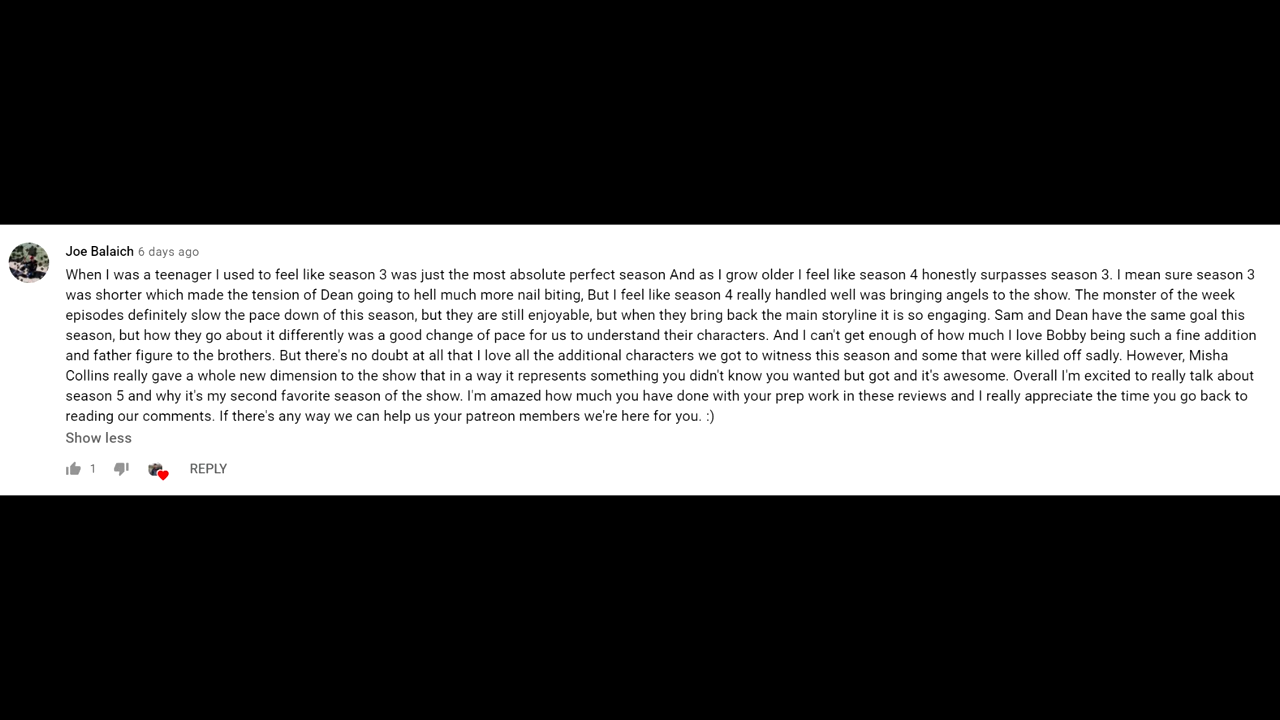 Joe Balaich 6 days ago
When I was a teenager I used to feel like season 3 was just the most absolute perfect season And as I grow older I feel like season 4 honestly surpasses season 3. I mean sure season 3
was shorter which made the tension of Dean going to hell much more nail biting, But I feel like season 4 really handled well was bringing angels to the show. The monster of the week
episodes definitely slow the pace down of this season, but they are still enjoyable, but when they bring back the main storyline it is so engaging. Sam and Dean have the same goal this
season, but how they go about it differently was a good change of pace for us to understand their characters. And I can't get enough of how much I love Bobby being such a fine addition
and father figure to the brothers. But there's no doubt at all that I love all the additional characters we got to witness this season and some that were killed off sadly. However, Misha
Collins really gave a whole new dimension to the show that in a way it represents something you didn't know you wanted but got and it's awesome. Overall I'm excited to really talk about
season 5 and why it's my second favorite season of the show. I'm amazed how much you have done with your prep work in these reviews and I really appreciate the time you go back to
reading our comments. If there's any way we can help us your patreon members we're here for you. :)
Show less
1 REPLY